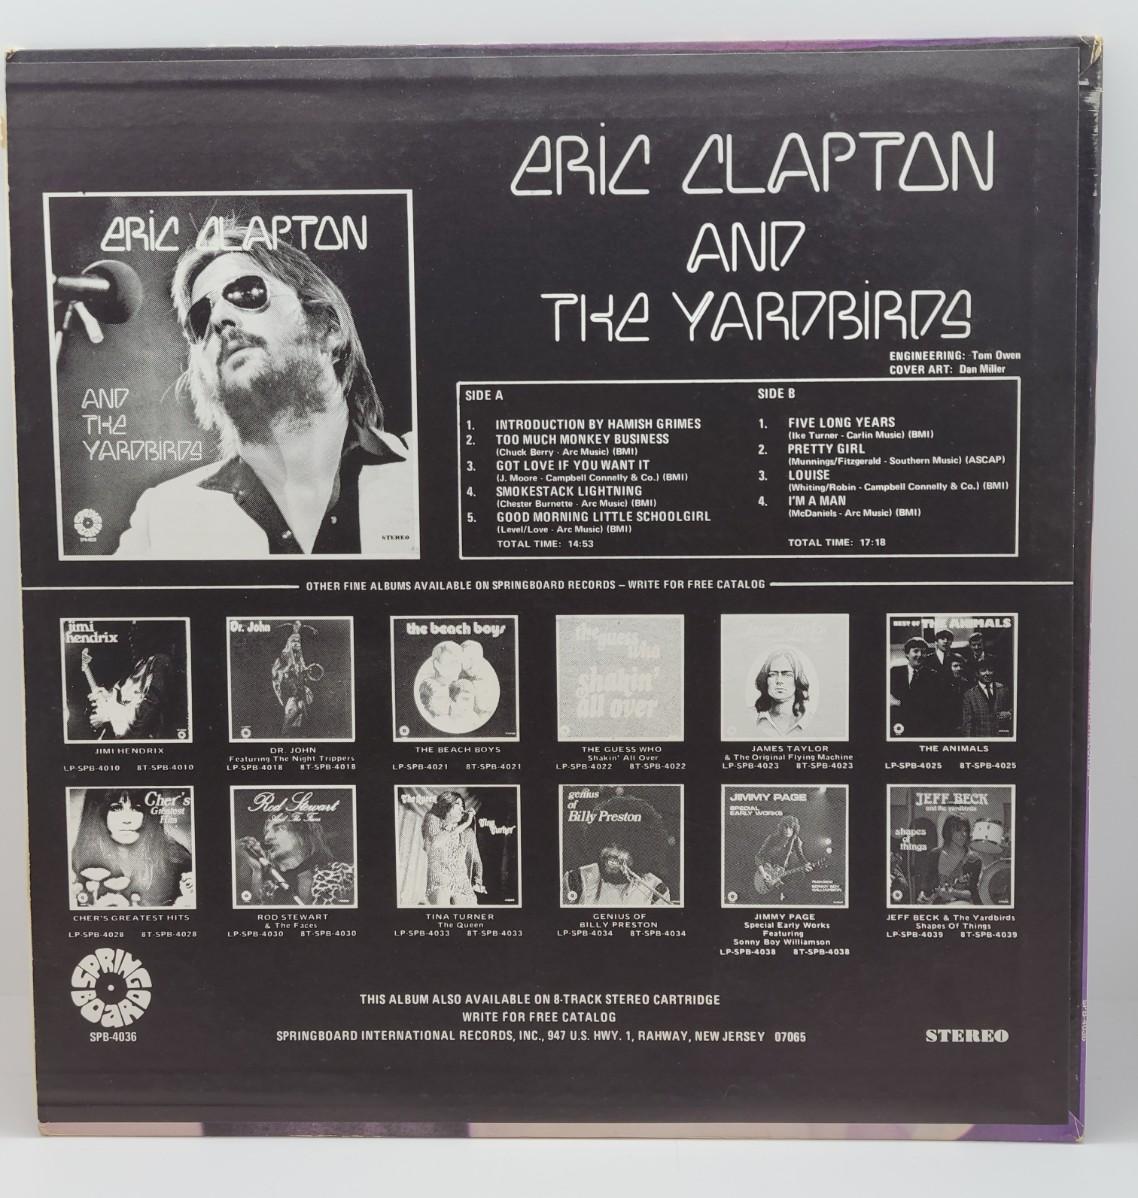 ERIC CLAPTON
AND
THE YARDBIRDS
ERIC CLAPTON
AND
THE
YARDBIRDS
STEREO
ENGINEERING: Tom Owen
COVER ART: Dan Miller
SIDE A
1. INTRODUCTION BY HAMISH GRIMES
2. TOO MUCH MONKEY BUSINESS
(Chuck Berry - Arc Music) (BMI)
3. GOT LOVE IF YOU WANT IT
(J. Moore - Campbell Connelly & Co.) (BMI)
4. SMOKESTACK LIGHTNING
(Chester Burnette - Arc Music) (BMI)
5. GOOD MORNING LITTLE SCHOOLGIRL
(Level/Love - Arc Music) (BMI)
TOTAL TIME: 14:53
SIDE B
1. FIVE LONG YEARS
(Ike Turner - Carlin Music) (BMI)
2. PRETTY GIRL
(Munnings/Fitzgerald - Southern Music) (ASCAP)
3. LOUISE
(Whiting/Robin - Campbell Connelly & Co.) (BMI)
4. I'M A MAN
(McDaniels - Arc Music) (BMI)
TOTAL TIME: 17:18
OTHER FINE ALBUMS AVAILABLE ON SPRINGBOARD RECORDS – WRITE FOR FREE CATALOG
jimi
hendrix
JIMI HENDRIX
LP-SPB-4010 8T-SPB-4010
Dr. John
DR. JOHN
Featuring The Night Trippers
LP-SPB-4018 8T-SPB-4018
the beach boys
THE BEACH BOYS
LP-SPB-4021 8T-SPB-4021
the guess
who
shakin'
all over
THE GUESS WHO
Shakin' All Over
LP-SPB-4022 8T-SPB-4022
JAMES TAYLOR
& The Original Flying Machine
LP-SPB-4023 8T-SPB-4023
BEST OF THE ANIMALS
THE ANIMALS
LP-SPB-4025 8T-SPB-4025
Cher's
Greatest
Hits
CHER'S GREATEST HITS
LP-SPB-4028 8T-SPB-4028
Rod Stewart
And The Faces
ROD STEWART
& The Faces
LP-SPB-4030 8T-SPB-4030
The Queen
Tina
Turner
TINA TURNER
The Queen
LP-SPB-4033 8T-SPB-4033
genius
of
Billy Preston
GENIUS OF
BILLY PRESTON
LP-SPB-4034 8T-SPB-4034
JIMMY PAGE
SPECIAL
EARLY WORKS
FEATURING
SONNY BOY
WILLIAMSON
JIMMY PAGE
Special Early Works
Featuring
Sonny Boy Williamson
LP-SPB-4038 8T-SPB-4038
JEFF BECK
and the yardbirds
shapes
of
things
JEFF BECK & The Yardbirds
Shapes Of Things
LP-SPB-4039 8T-SPB-4039
SPRINGBOARD
SPB-4036
THIS ALBUM ALSO AVAILABLE ON 8-TRACK STEREO CARTRIDGE
WRITE FOR FREE CATALOG
SPRINGBOARD INTERNATIONAL RECORDS, INC., 947 U.S. HWY. 1, RAHWAY, NEW JERSEY 07065
STEREO